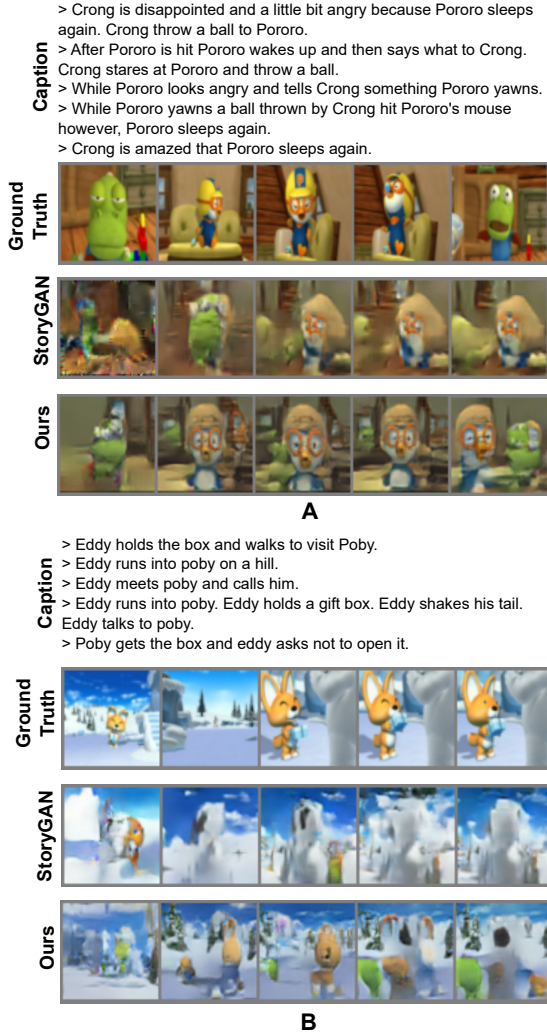 > Crong is disappointed and a little bit angry because Pororo sleeps
again. Crong throw a ball to Pororo.
> After Pororo is hit Pororo wakes up and then says what to Crong.
Crong stares at Pororo and throw a ball.
> While Pororo looks angry and tells Crong something Pororo yawns.
> While Pororo yawns a ball thrown by Crong hit Pororo's mouse
however, Pororo sleeps again.
> Crong is amazed that Pororo sleeps again.
Caption
Ground
Truth
StoryGAN
Ours
A
> Eddy holds the box and walks to visit Poby.
> Eddy runs into poby on a hill.
> Eddy meets poby and calls him.
> Eddy runs into poby. Eddy holds a gift box. Eddy shakes his tail.
Eddy talks to poby.
> Poby gets the box and eddy asks not to open it.
Caption
Ground
Truth
StoryGAN
Ours
B